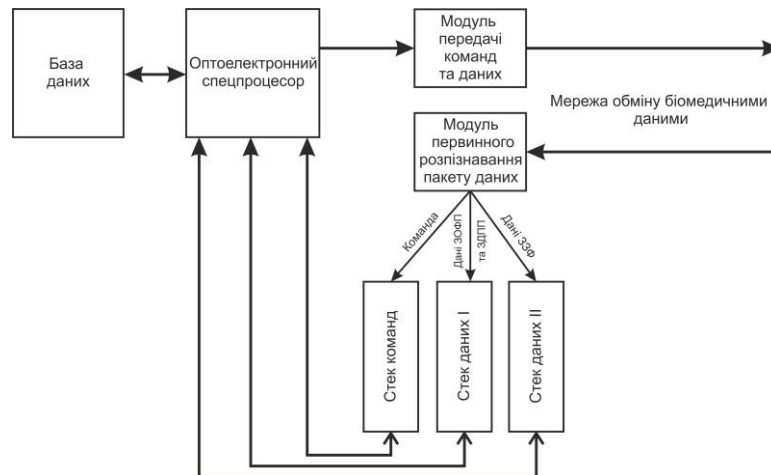 База
даних
Оптоелектронний
спецпроцесор
Модуль
передачі
команд
та даних
Мережа обміну біомедичними
даними
Модуль
первинного
розпізнавання
пакету даних
Команда
Дані ЗОФП
та ЗДПП
Дані ЗЗФ
Стек команд
Стек даних I
Стек даних II